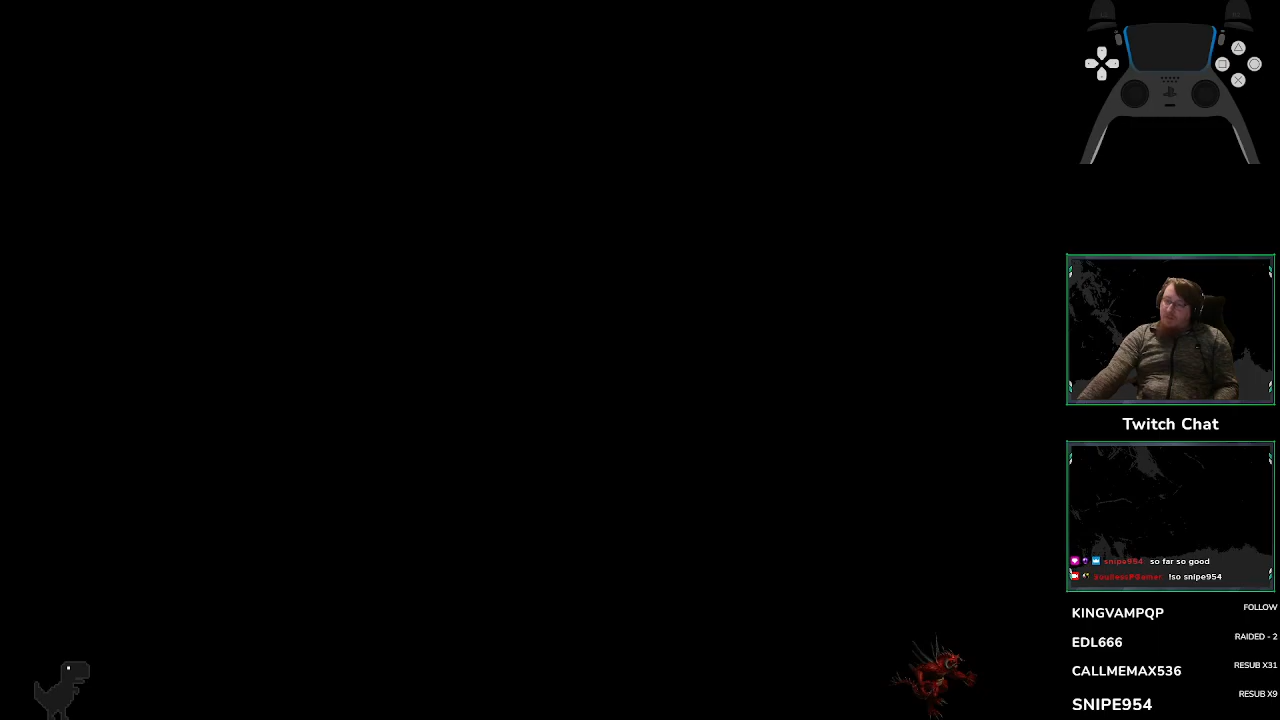 Twitch Chat
snipe954: so far so good
!so snipe954
KINGVAMPQP
FOLLOW
EDL666
RAIDED - 2
CALLMEMAX536
RESUB X31
SNIPE954
RESUB X9